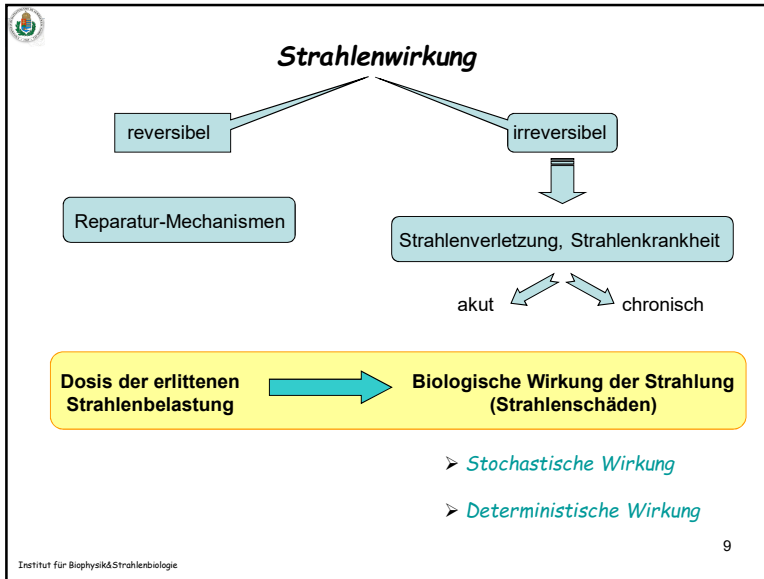 Strahlenwirkung
reversibel
irreversibel
Reparatur-Mechanismen
Strahlenverletzung, Strahlenkrankheit
akut
chronisch
Dosis der erlittenen
Strahlenbelastung
Biologische Wirkung der Strahlung
(Strahlenschäden)
➢ Stochastische Wirkung
➢ Deterministische Wirkung
9
Institut für Biophysik&Strahlenbiologie